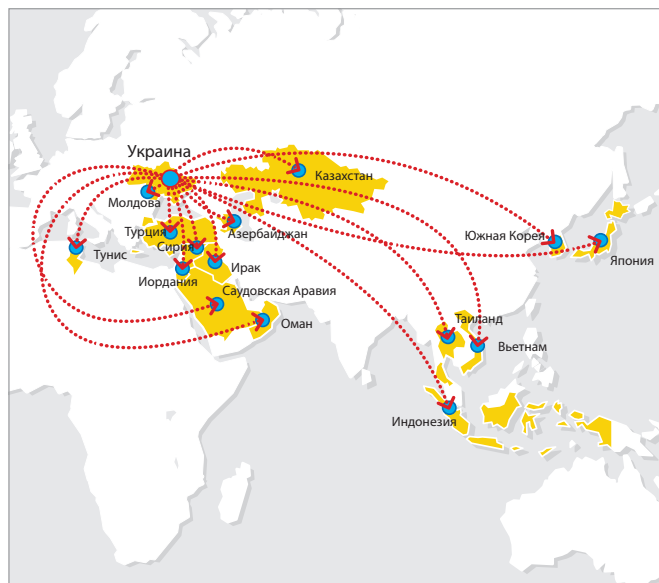 Украина
Казахстан
Молдова
Турция
Азербайджан
Южная Корея
Сирия
Тунис
Япония
Ирак
Иордания
Саудовская Аравия
Таиланд
Оман
Вьетнам
Индонезия